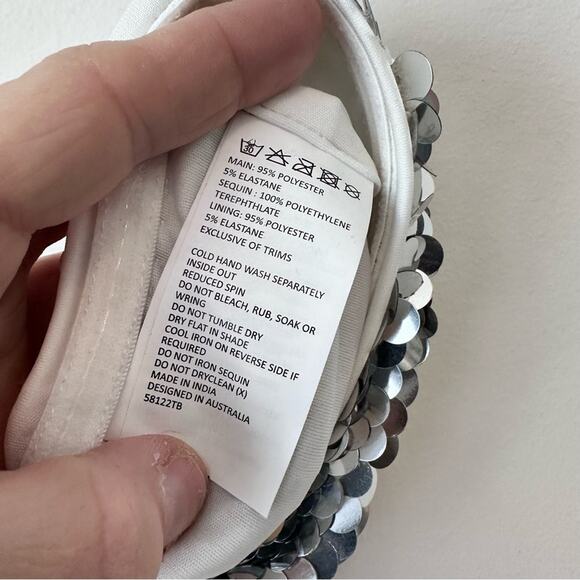 30
MAIN: 95% POLYESTER
5% ELASTANE
SEQUIN : 100% POLYETHYLENE
TEREPHTHLATE
LINING: 95% POLYESTER
5% ELASTANE
EXCLUSIVE OF TRIMS
COLD HAND WASH SEPARATELY
INSIDE OUT
REDUCED SPIN
DO NOT BLEACH, RUB, SOAK OR
WRING
DO NOT TUMBLE DRY
DRY FLAT IN SHADE
COOL IRON ON REVERSE SIDE IF
REQUIRED
DO NOT IRON SEQUIN
DO NOT DRYCLEAN (X)
MADE IN INDIA
DESIGNED IN AUSTRALIA
58122TB